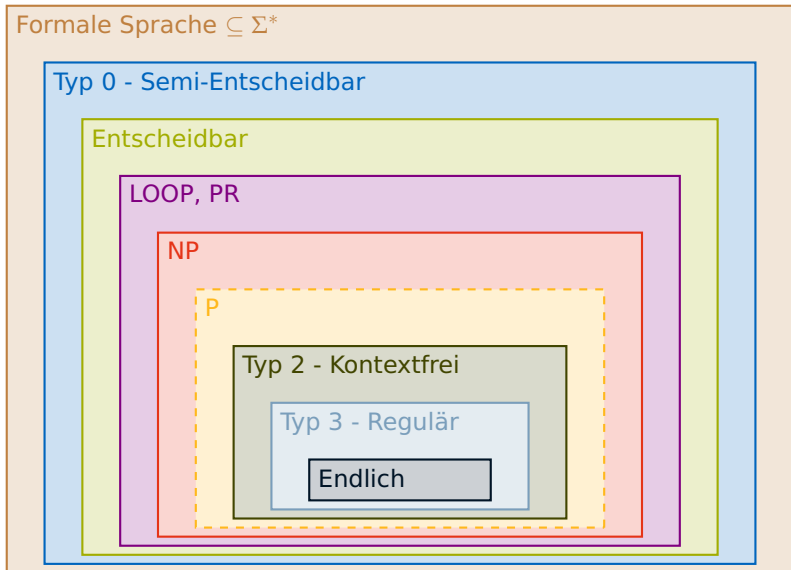 Formale Sprache ⊆ Σ*
Typ 0 - Semi-Entscheidbar
Entscheidbar
LOOP, PR
NP
P
Typ 2 - Kontextfrei
Typ 3 - Regulär
Endlich